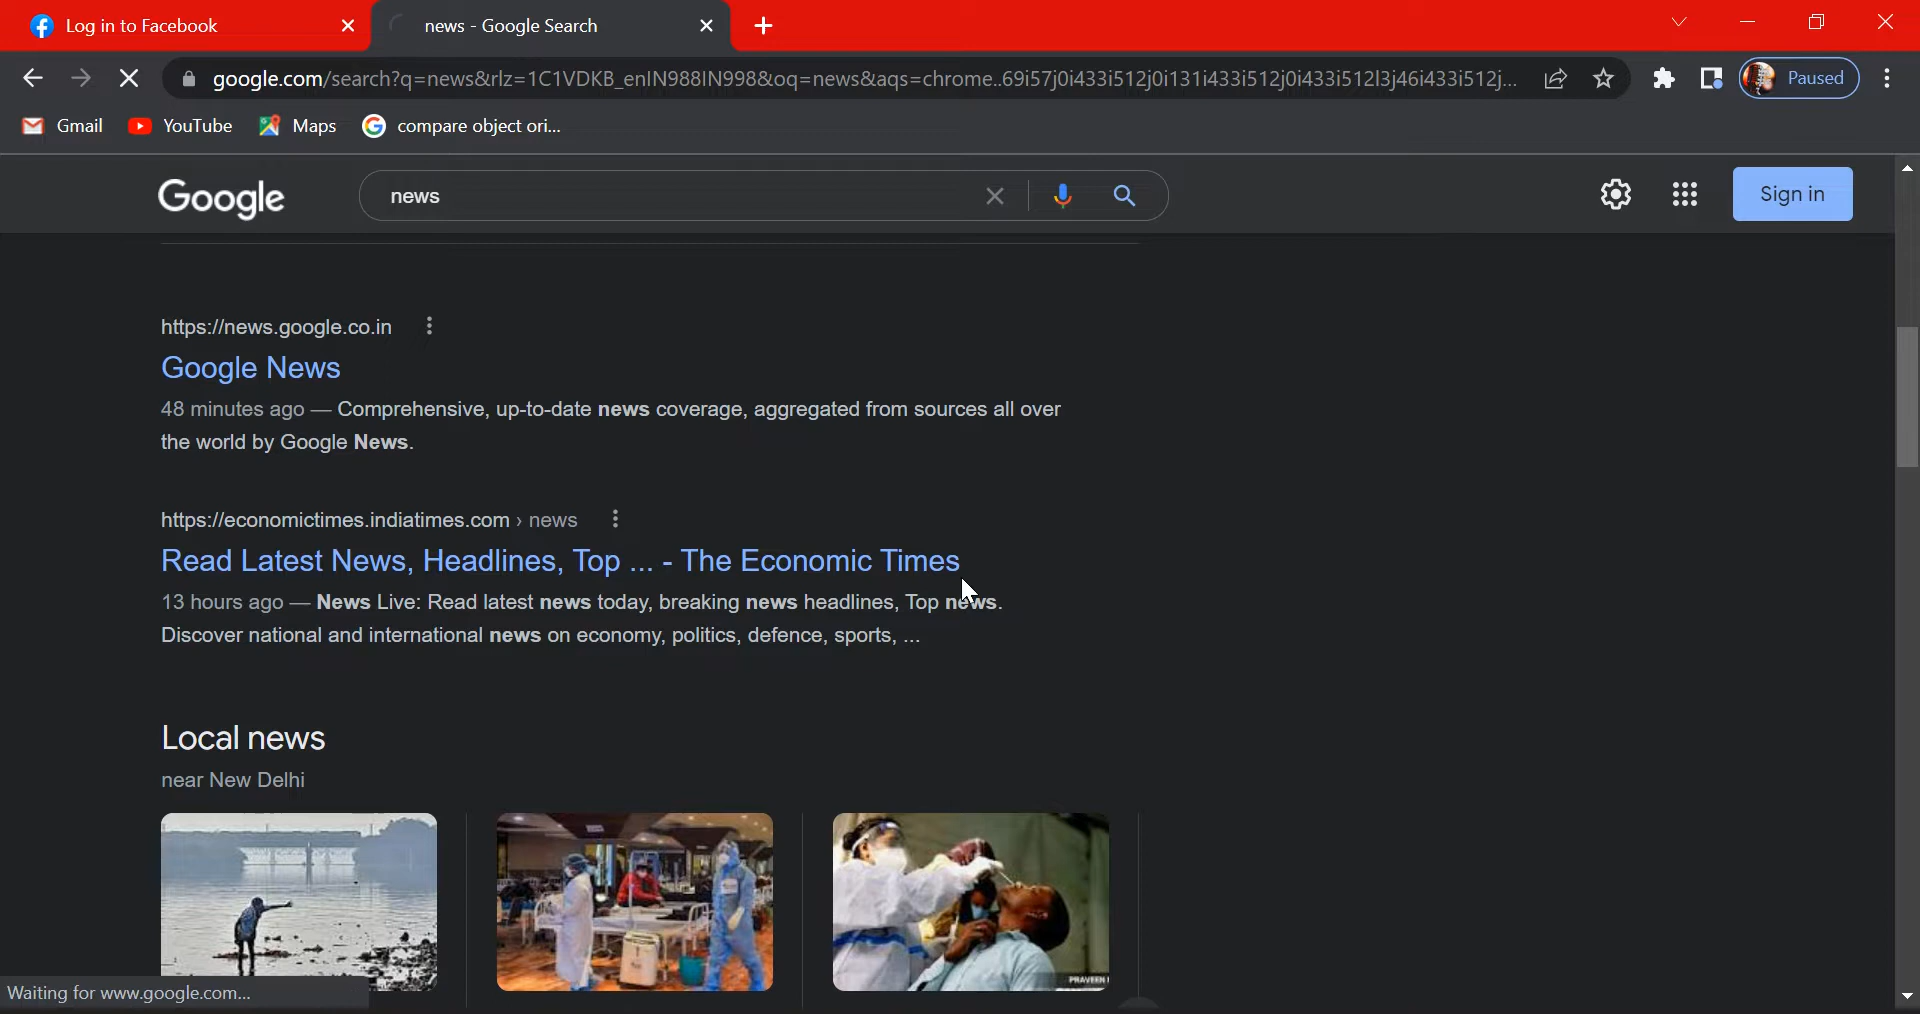 Log in to Facebook
news - Google Search
google.com/search?q=news&rlz=1C1VDKB_enIN988IN998&oq=news&aqs=chrome..69i57j0i433i512j0i131i433i512j0i433i512l3j46i433i512j...
Paused
Gmail
YouTube
Maps
compare object ori...
Google
news
Sign in
https://news.google.co.in
Google News
48 minutes ago — Comprehensive, up-to-date news coverage, aggregated from sources all over
the world by Google News.
https://economictimes.indiatimes.com › news
Read Latest News, Headlines, Top ... - The Economic Times
13 hours ago — News Live: Read latest news today, breaking news headlines, Top news.
Discover national and international news on economy, politics, defence, sports, ...
Local news
near New Delhi
PRAVEEN
Waiting for www.google.com...